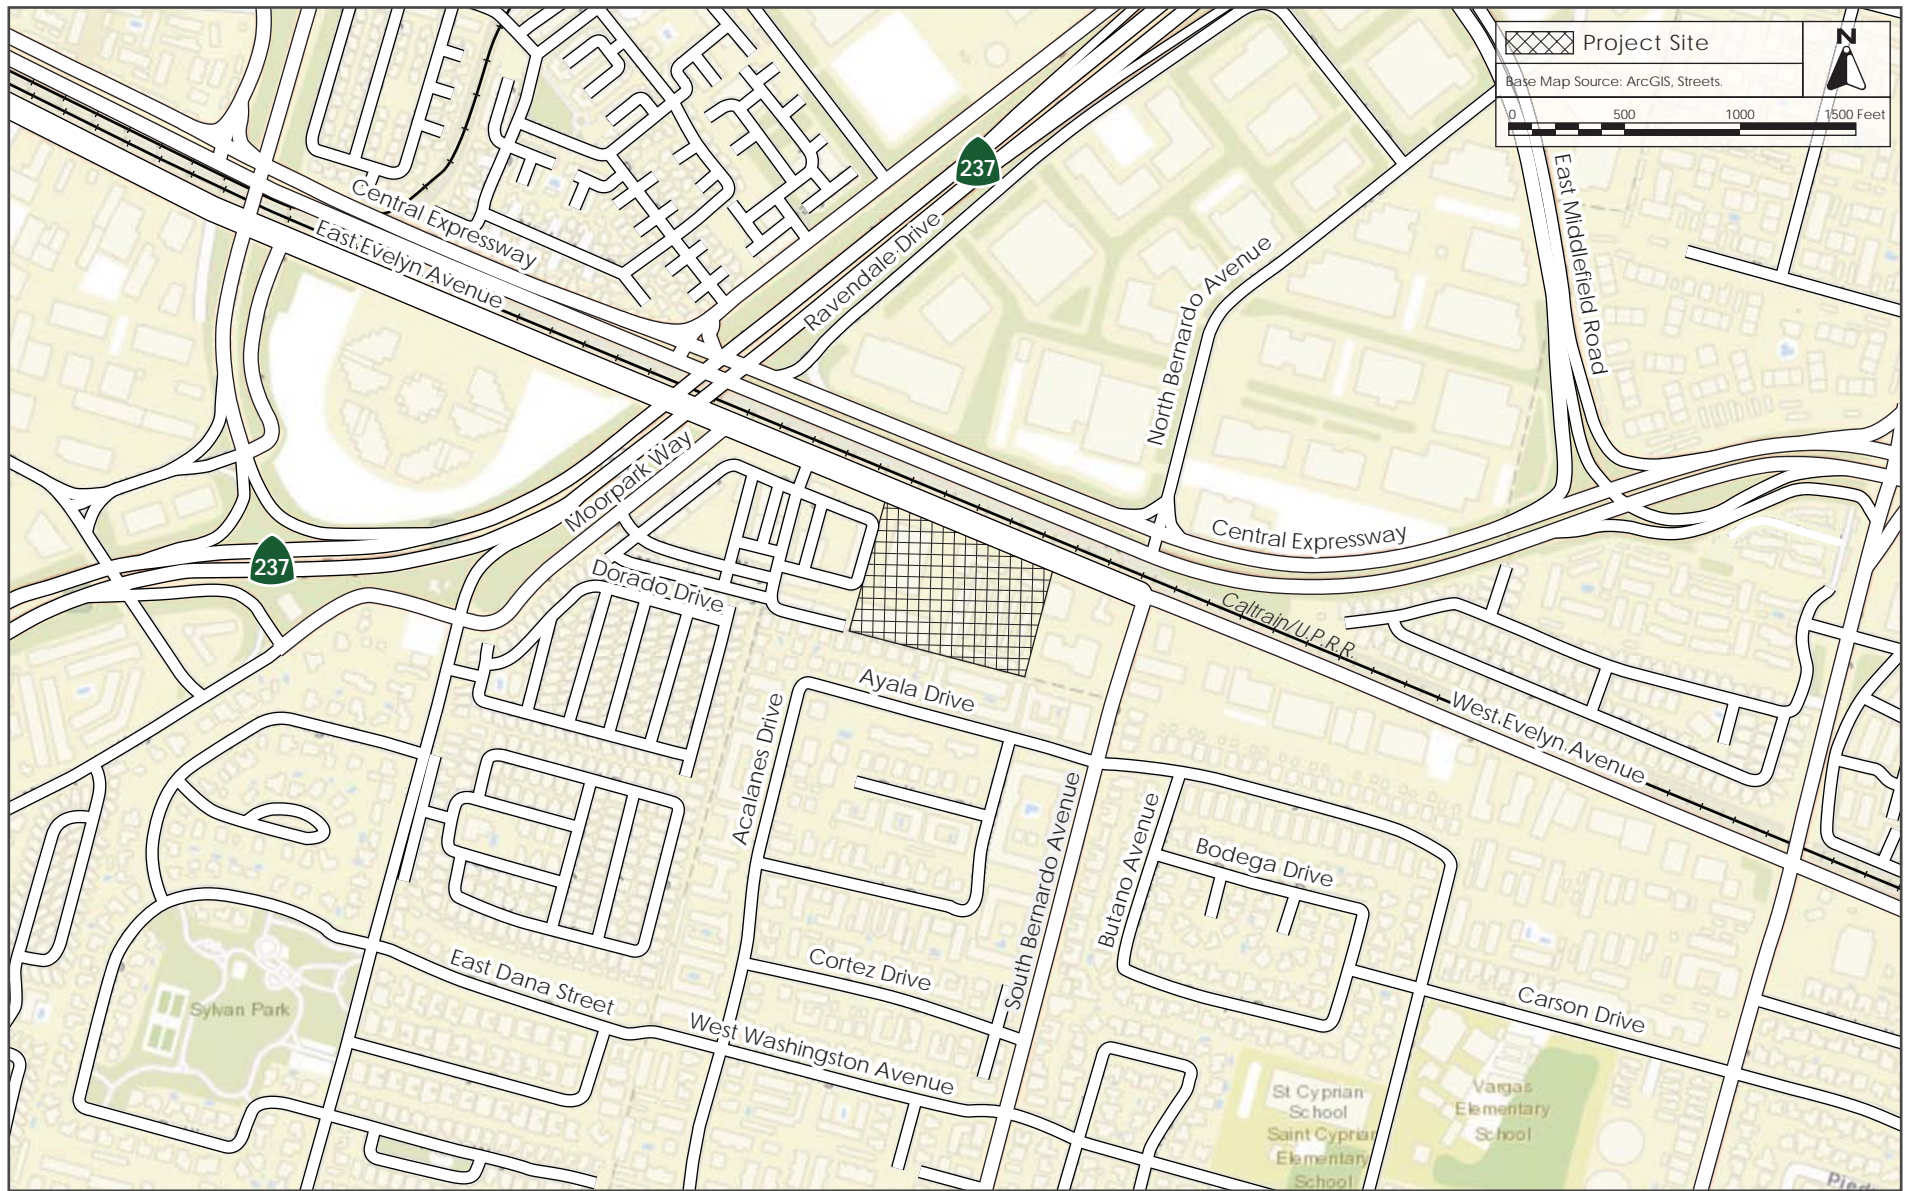 Project Site
N
Base Map Source: ArcGIS, Streets.
0 500 1000 1500 Feet
237
East Middlefield Road
Central Expressway
East Evelyn Avenue
Ravendale Drive
North Bernardo Avenue
Moorpark Way
Central Expressway
237
Dorado Drive
Caltrain/U.P.R.R.
Ayala Drive
West Evelyn Avenue
Acalanes Drive
South Bernardo Avenue
Butano Avenue
Bodega Drive
East Dana Street
Cortez Drive
Sylvan Park
Carson Drive
West Washingston Avenue
St Cyprian
School
Saint Cyprian
Elementary
School
Vargas
Elementary
School